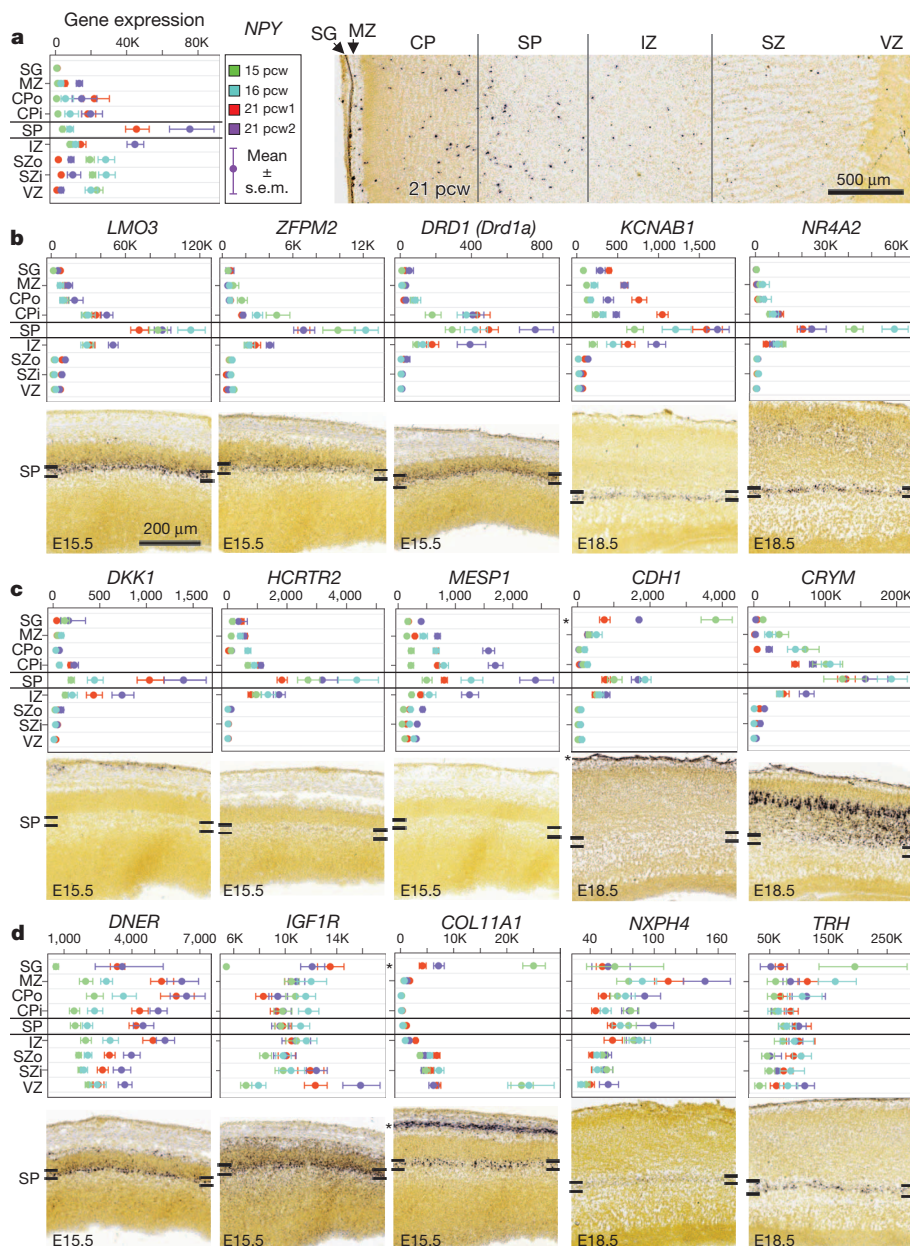 a
Gene expression
0 40K 80K
SG
MZ
CPo
CPi
SP
IZ
SZo
SZi
VZ
NPY
15 pcw
16 pcw
21 pcw1
21 pcw2
Mean
±
s.e.m.
SG MZ CP SP IZ SZ VZ
21 pcw
500 µm
b
LMO3 ZFPM2 DRD1 (Drd1a) KCNAB1 NR4A2
0 60K 120K 0 6K 12K 0 400 800 0 500 1,000 1,500 0 30K 60K
SG
MZ
CPo
CPi
SP
IZ
SZo
SZi
VZ
SP
200 µm
E15.5 E15.5 E15.5 E18.5 E18.5
c
DKK1 HCRTR2 MESP1 CDH1 CRYM
0 500 1,000 1,500 0 2,000 4,000 0 1,000 2,000 0 2,000 4,000 0 100K 200K
SG *
MZ
CPo
CPi
SP
IZ
SZo
SZi
VZ
*
SP
E15.5 E15.5 E15.5 E18.5 E18.5
d
DNER IGF1R COL11A1 NXPH4 TRH
1,000 4,000 7,000 6K 10K 14K 0 10K 20K 40 100 160 50K 150K 250K
SG *
MZ
CPo
CPi
SP
IZ
SZo
SZi
VZ
*
SP
E15.5 E15.5 E15.5 E18.5 E18.5